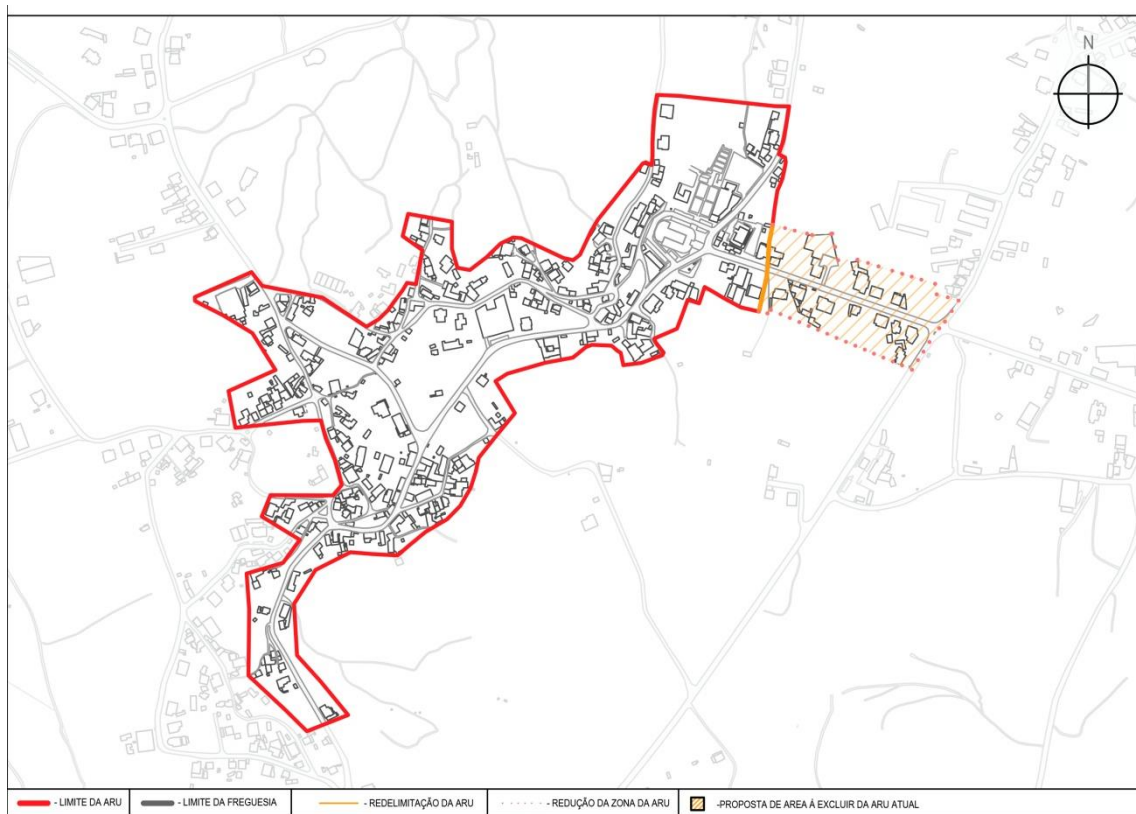 N
- LIMITE DA ARU
- LIMITE DA FREGUESIA
- REDELIMITAÇÃO DA ARU
- REDUÇÃO DA ZONA DA ARU
-PROPOSTA DE AREA Á EXCLUIR DA ARU ATUAL